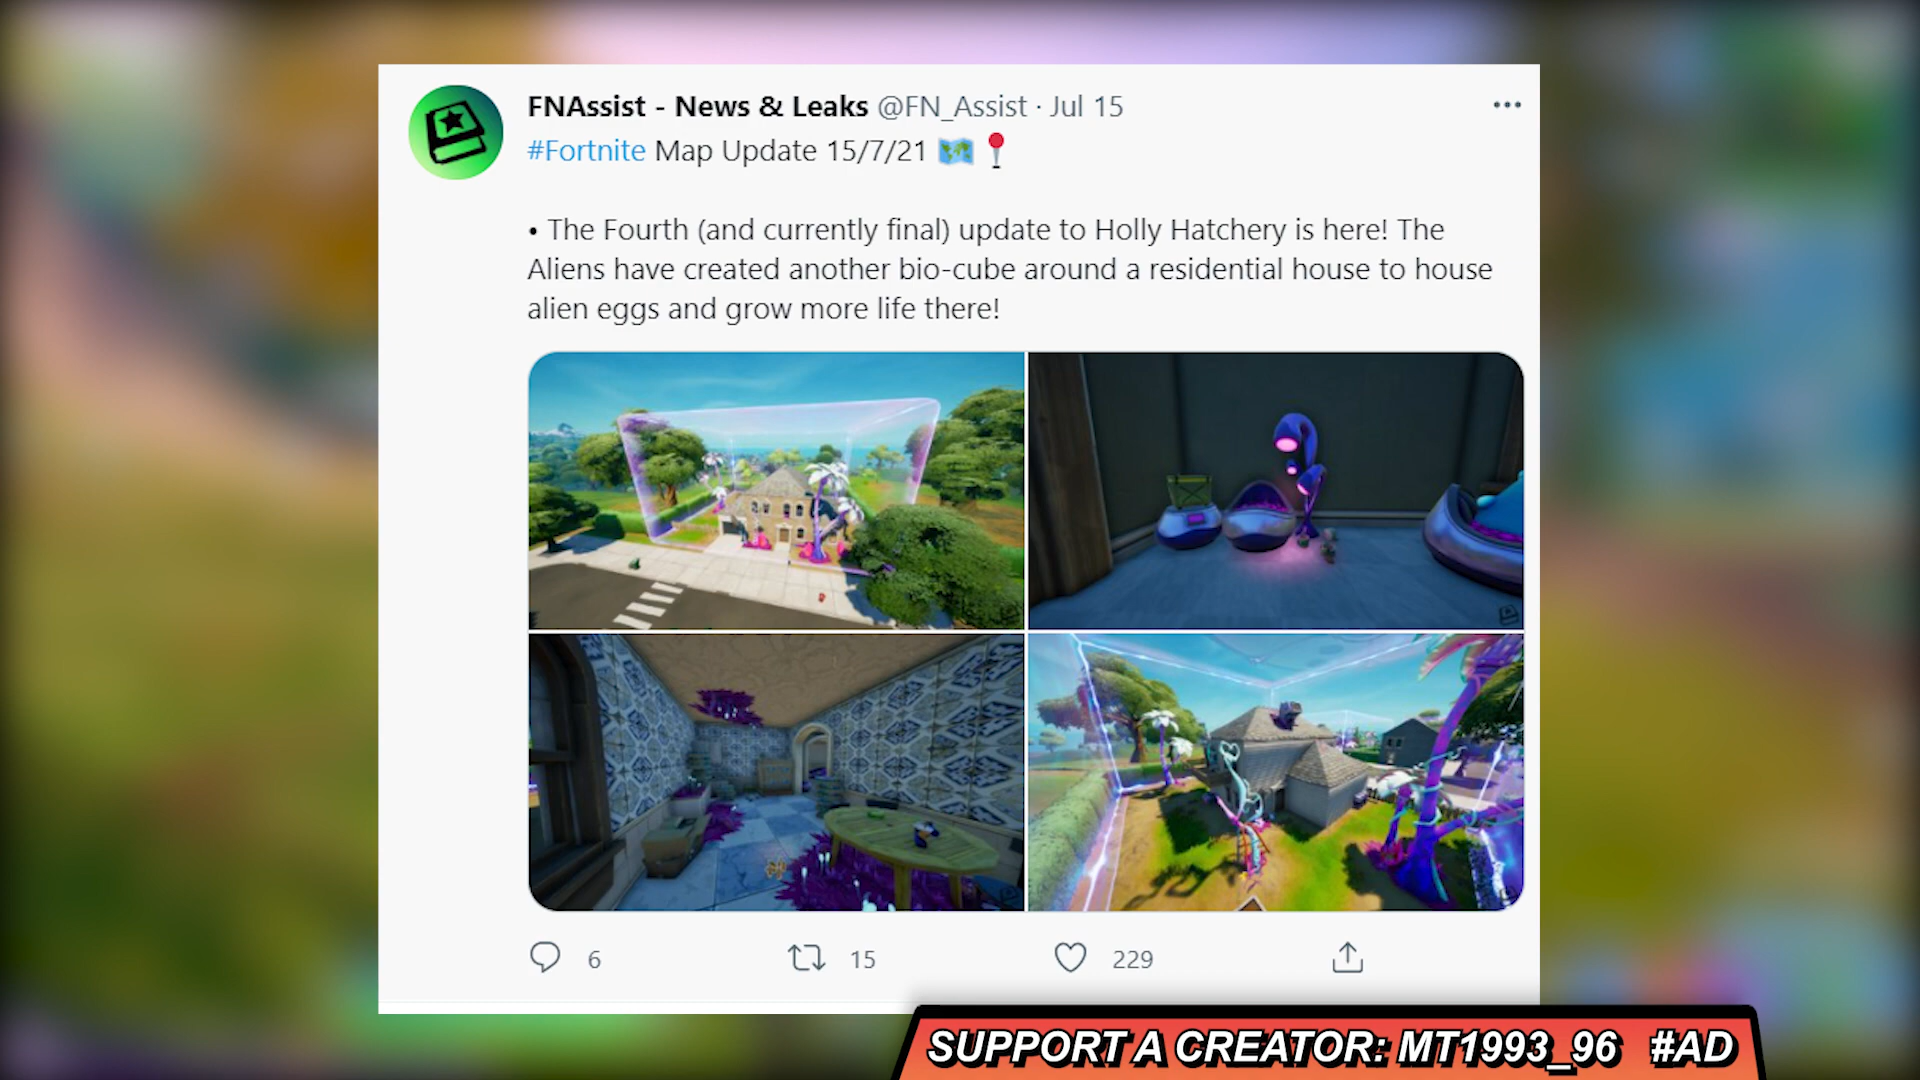 FNAssist - News & Leaks @FN_Assist · Jul 15
#Fortnite Map Update 15/7/21 🗺️📍
• The Fourth (and currently final) update to Holly Hatchery is here! The
Aliens have created another bio-cube around a residential house to house
alien eggs and grow more life there!
6 15 229
SUPPORT A CREATOR: MT1993_96 #AD